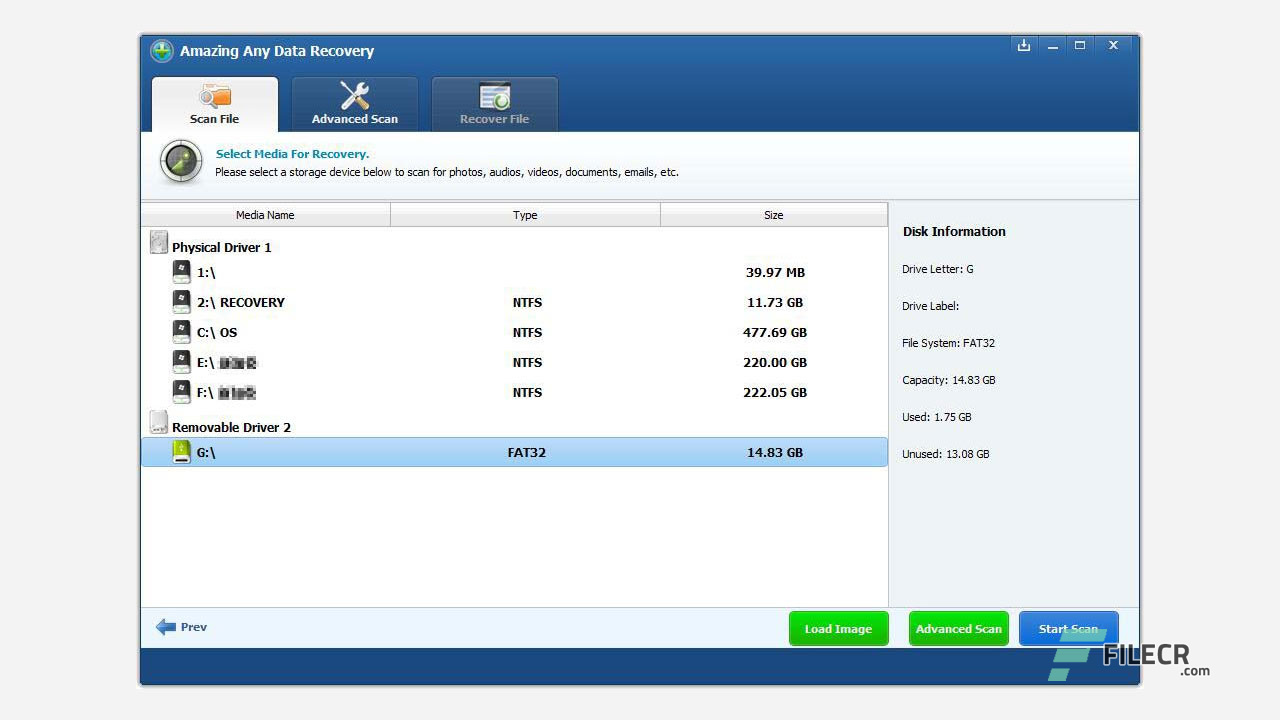 Amazing Any Data Recovery
Scan File
Advanced Scan
Recover File
Select Media For Recovery.
Please select a storage device below to scan for photos, audios, videos, documents, emails, etc.
Media Name Type Size
Physical Driver 1
1:\ 39.97 MB
2:\ RECOVERY NTFS 11.73 GB
C:\ OS NTFS 477.69 GB
E:\ NTFS 220.00 GB
F:\ NTFS 222.05 GB
Removable Driver 2
G:\ FAT32 14.83 GB
Disk Information
Drive Letter: G
Drive Label:
File System: FAT32
Capacity: 14.83 GB
Used: 1.75 GB
Unused: 13.08 GB
Prev
Load Image
Advanced Scan
Start Scan
FILECR
.com